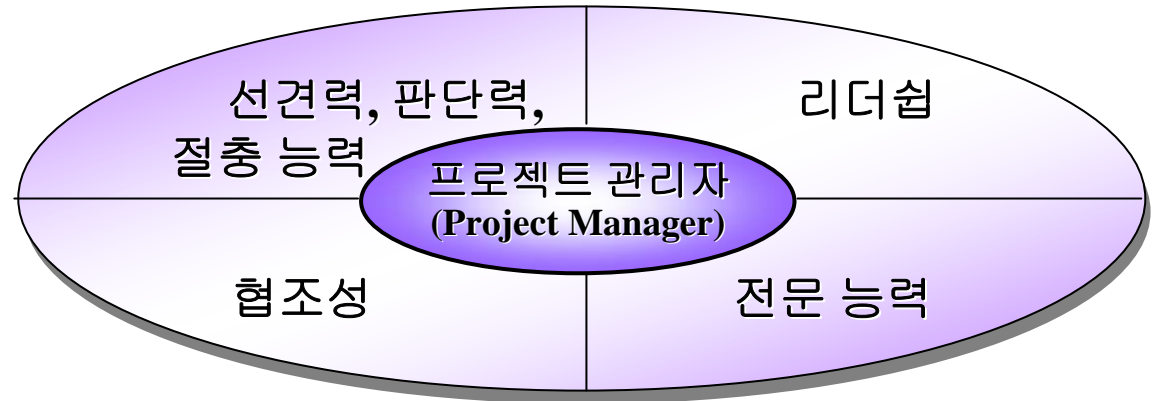 선견력, 판단력,
절충 능력
리더쉽
프로젝트 관리자
(Project Manager)
협조성
전문 능력